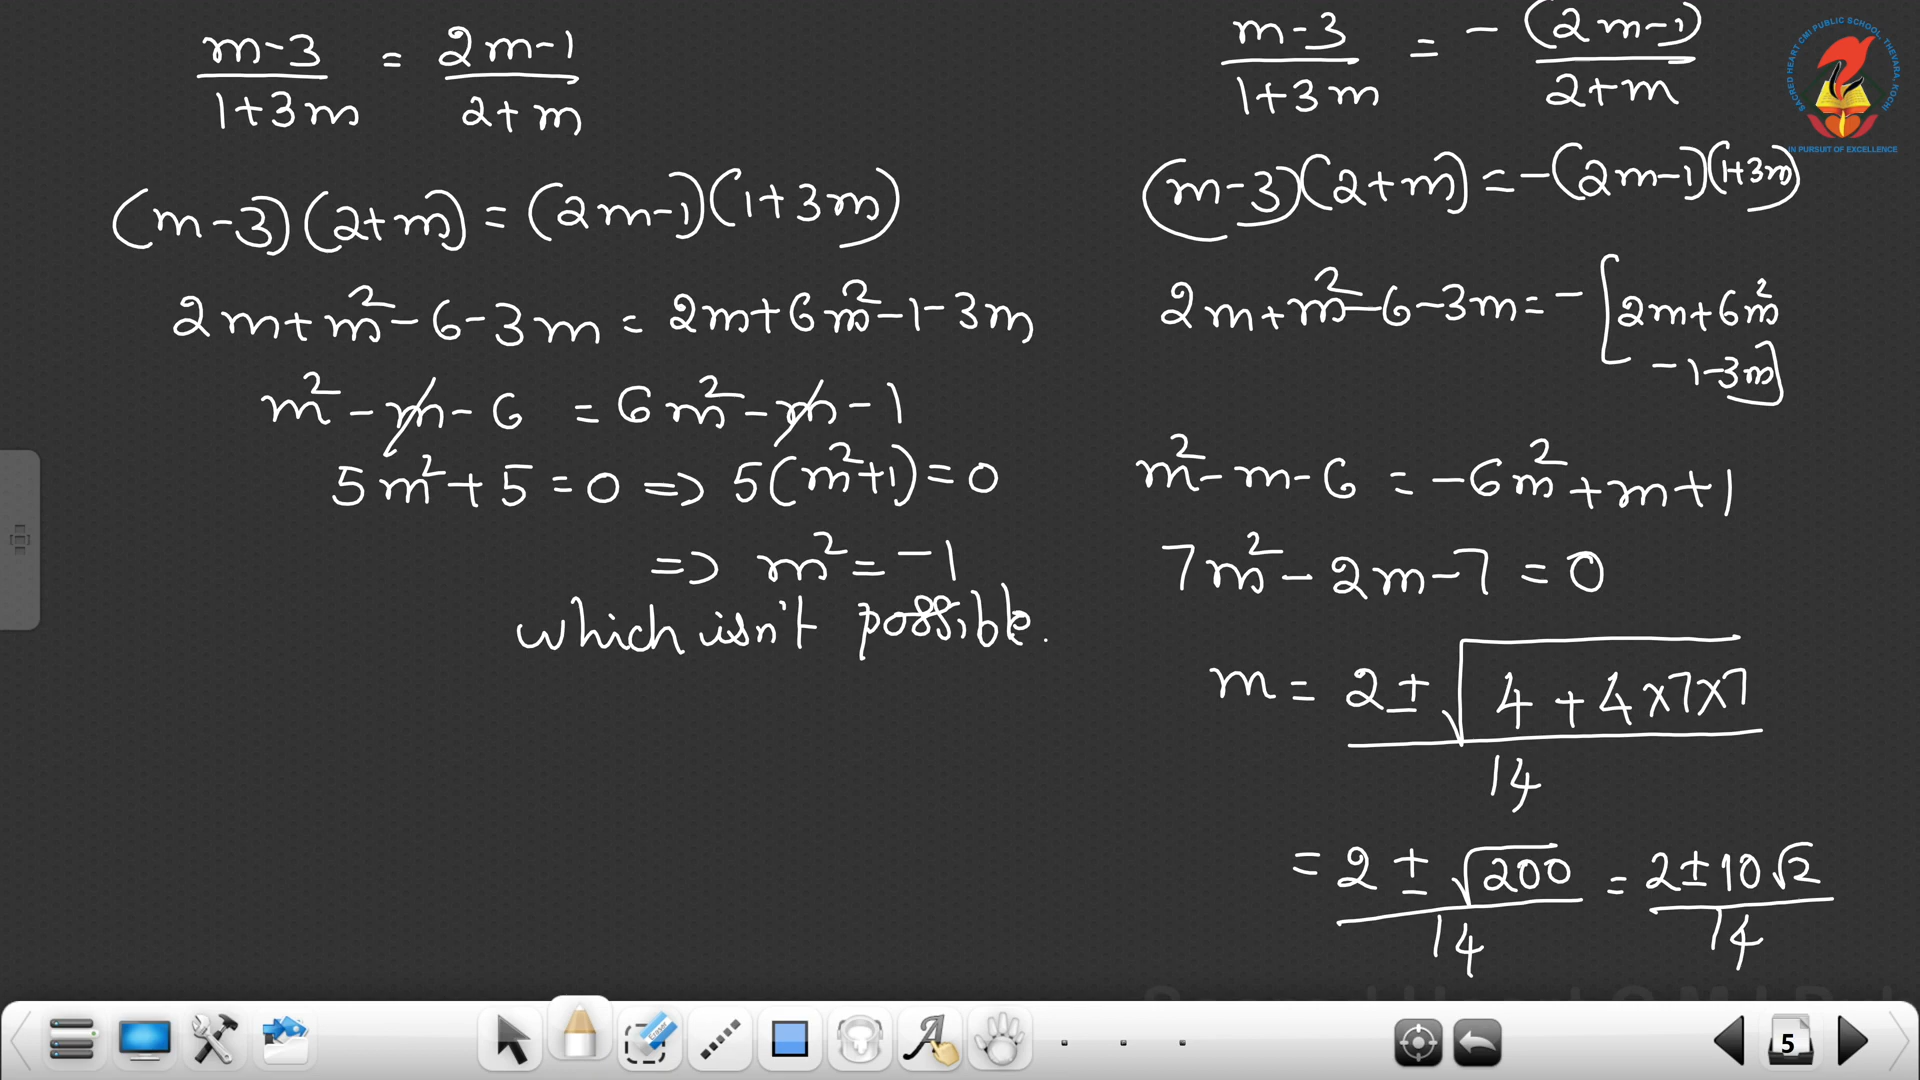 m-3/1+3m = 2m-1/2+m
(m-3)(2+m) = (2m-1)(1+3m)
2m+m²-6-3m = 2m+6m²-1-3m
m²-m-6 = 6m²-m-1
5m²+5=0 => 5(m²+1)=0
=> m²=-1
which isn't possible.
m-3/1+3m = -(2m-1)/2+m
(m-3)(2+m)=-(2m-1)(1+3m)
2m+m²-6-3m=-[2m+6m²
-1-3m]
m²-m-6 = -6m²+m+1
7m²-2m-7=0
m = 2±√4+4x7x7/14
= 2±√200/14 = 2±10√2/14
SACRED HEART CMI PUBLIC SCHOOL, THEVARA, KOCHI
IN PURSUIT OF EXCELLENCE
Eraser
A
5